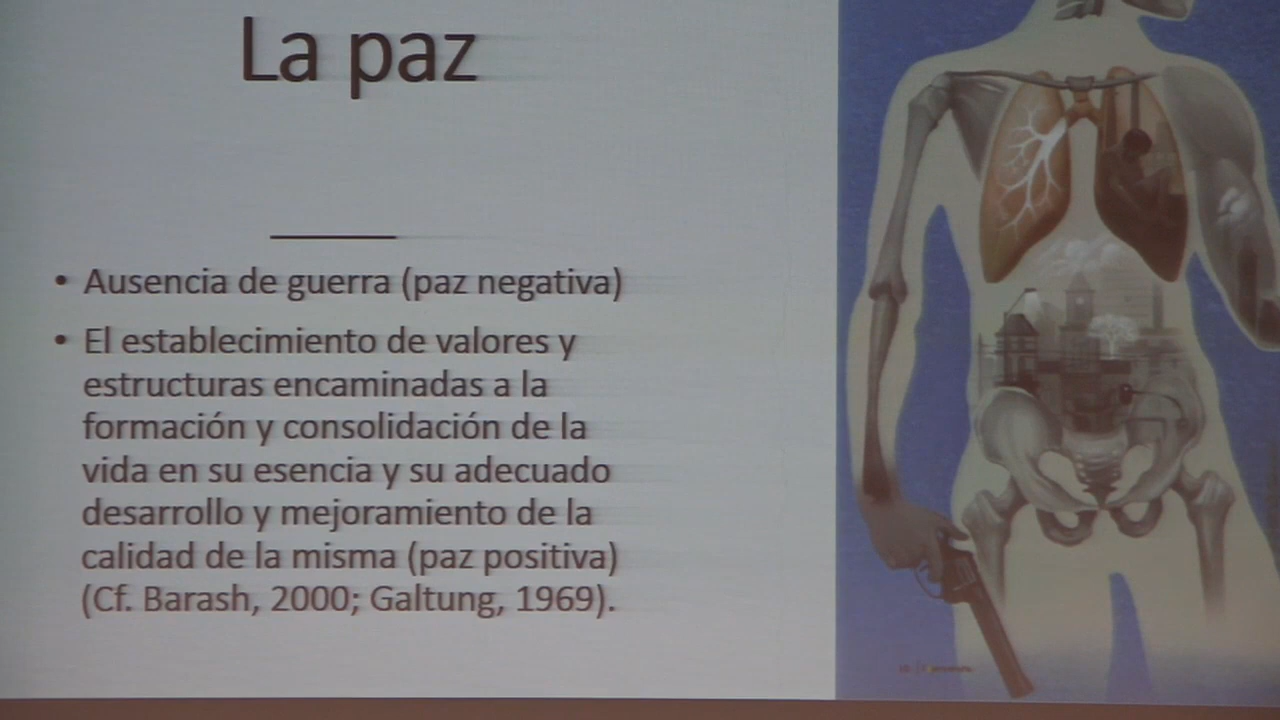 La paz
• Ausencia de guerra (paz negativa)
• El establecimiento de valores y
estructuras encaminadas a la
formación y consolidación de la
vida en su esencia y su adecuado
desarrollo y mejoramiento de la
calidad de la misma (paz positiva)
(Cf. Barash, 2000; Galtung, 1969).